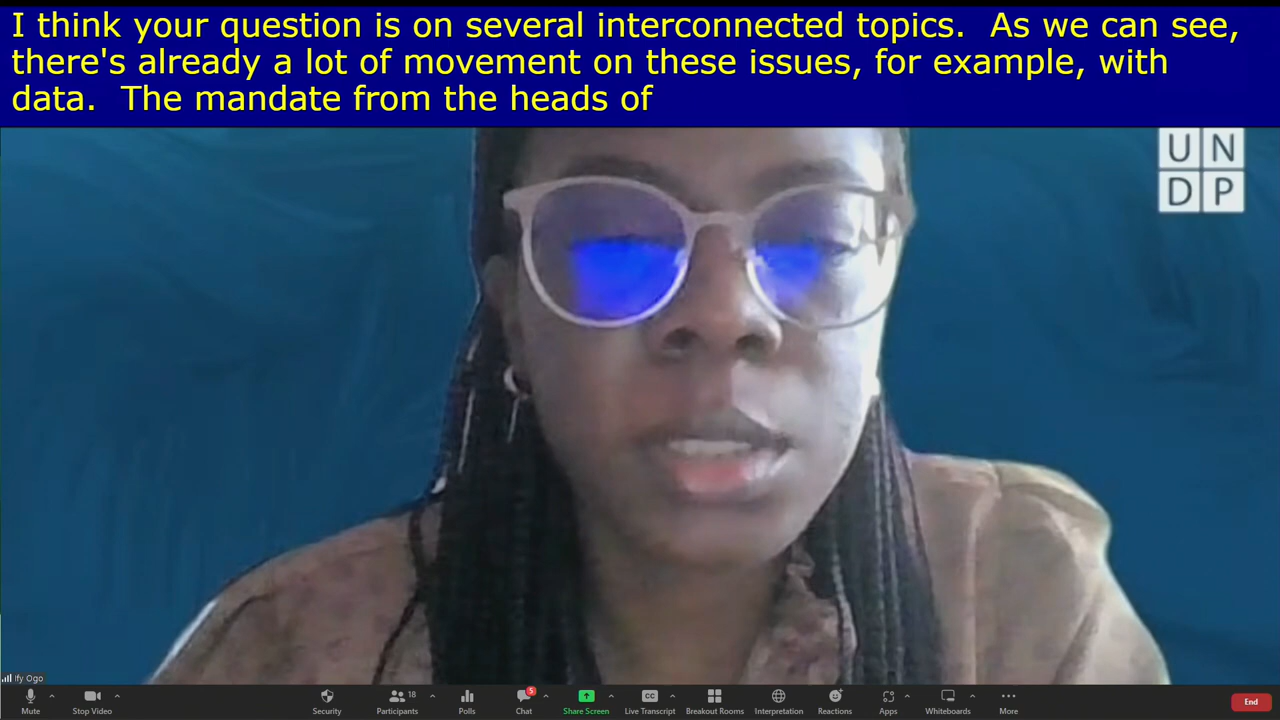 I think your question is on several interconnected topics.  As we can see,
there's already a lot of movement on these issues, for example, with
data.  The mandate from the heads of
U N
D P
Ify Ogo
18
5
CC
Mute
Stop Video
Security
Participants
Polls
Chat
Share Screen
Live Transcript
Breakout Rooms
Interpretation
Reactions
Apps
Whiteboards
More
End